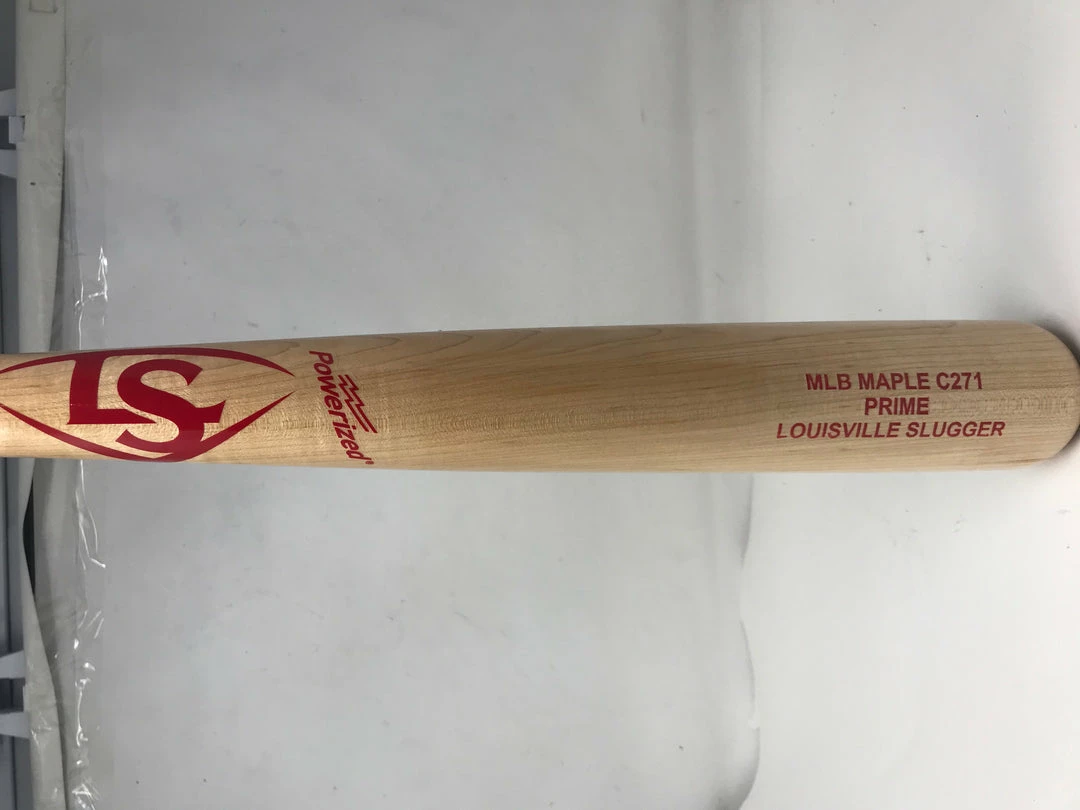 LS
Powerized®
MLB MAPLE C271
PRIME
LOUISVILLE SLUGGER